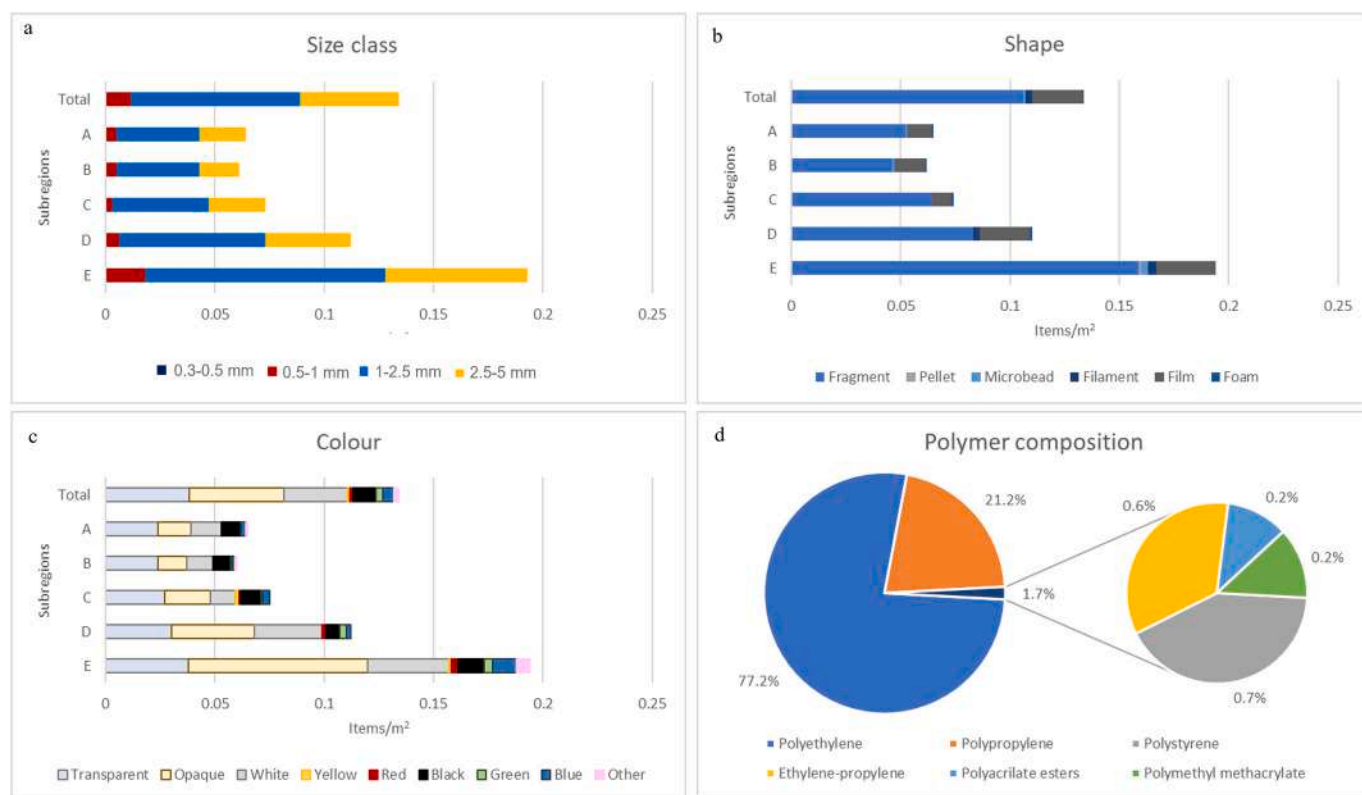 a
Size class
Subregions
Total
A
B
C
D
E
0 0.05 0.1 0.15 0.2 0.25
0.3-0.5 mm 0.5-1 mm 1-2.5 mm 2.5-5 mm
b
Shape
Subregions
Total
A
B
C
D
E
0 0.05 0.1 0.15 0.2 0.25
Items/m²
Fragment Pellet Microbead Filament Film Foam
c
Colour
Subregions
Total
A
B
C
D
E
0 0.05 0.1 0.15 0.2 0.25
Items/m²
Transparent Opaque White Yellow Red Black Green Blue Other
d
Polymer composition
21.2%
1.7%
77.2%
0.6%
0.2%
0.2%
0.7%
Polyethylene Polypropylene Polystyrene
Ethylene-propylene Polyacrilate esters Polymethyl methacrylate